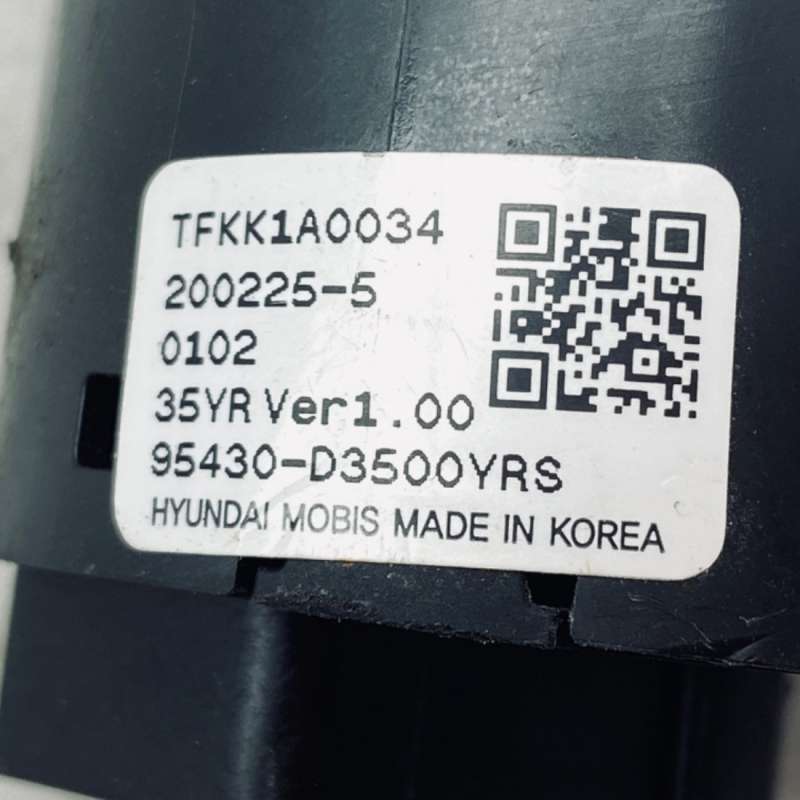 TFKK1A0034
200225-5
0102
35YR Ver1.00
95430-D3500YRS
HYUNDAI MOBIS MADE IN KOREA